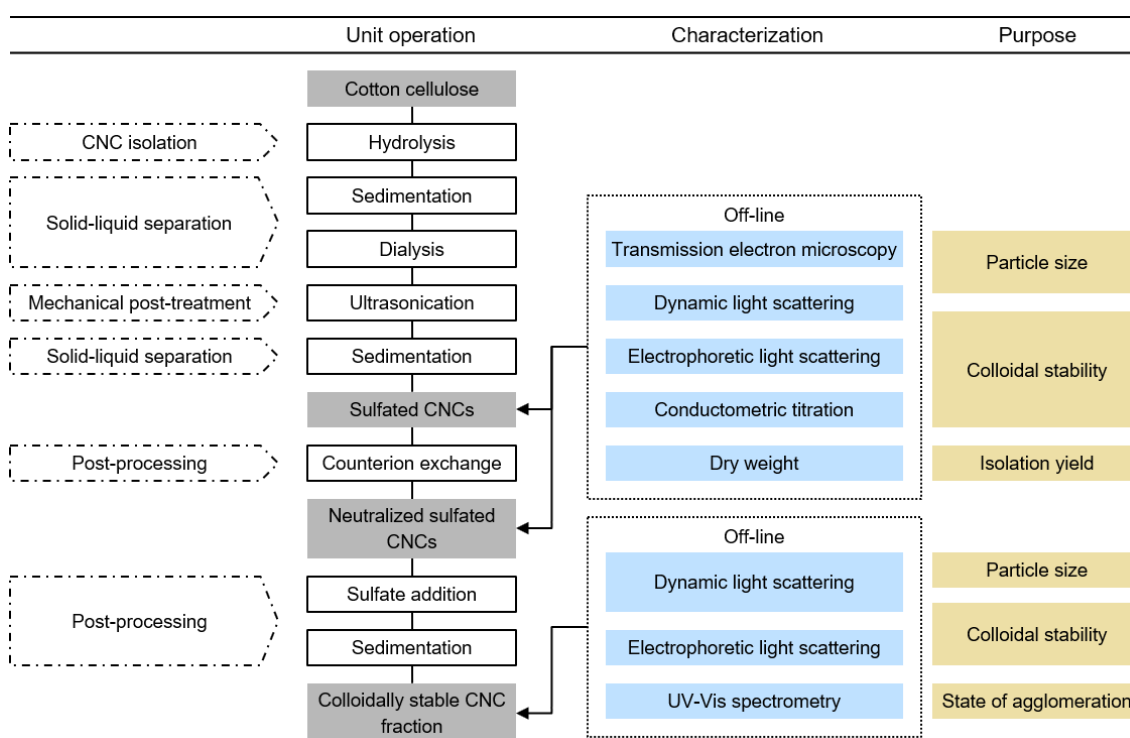 Unit operation
Characterization
Purpose
Cotton cellulose
CNC isolation
Hydrolysis
Solid-liquid separation
Sedimentation
Dialysis
Mechanical post-treatment
Ultrasonication
Solid-liquid separation
Sedimentation
Sulfated CNCs
Post-processing
Counterion exchange
Neutralized sulfated
CNCs
Post-processing
Sulfate addition
Sedimentation
Colloidally stable CNC
fraction
Off-line
Transmission electron microscopy
Dynamic light scattering
Electrophoretic light scattering
Conductometric titration
Dry weight
Particle size
Colloidal stability
Isolation yield
Off-line
Dynamic light scattering
Electrophoretic light scattering
UV-Vis spectrometry
Particle size
Colloidal stability
State of agglomeration